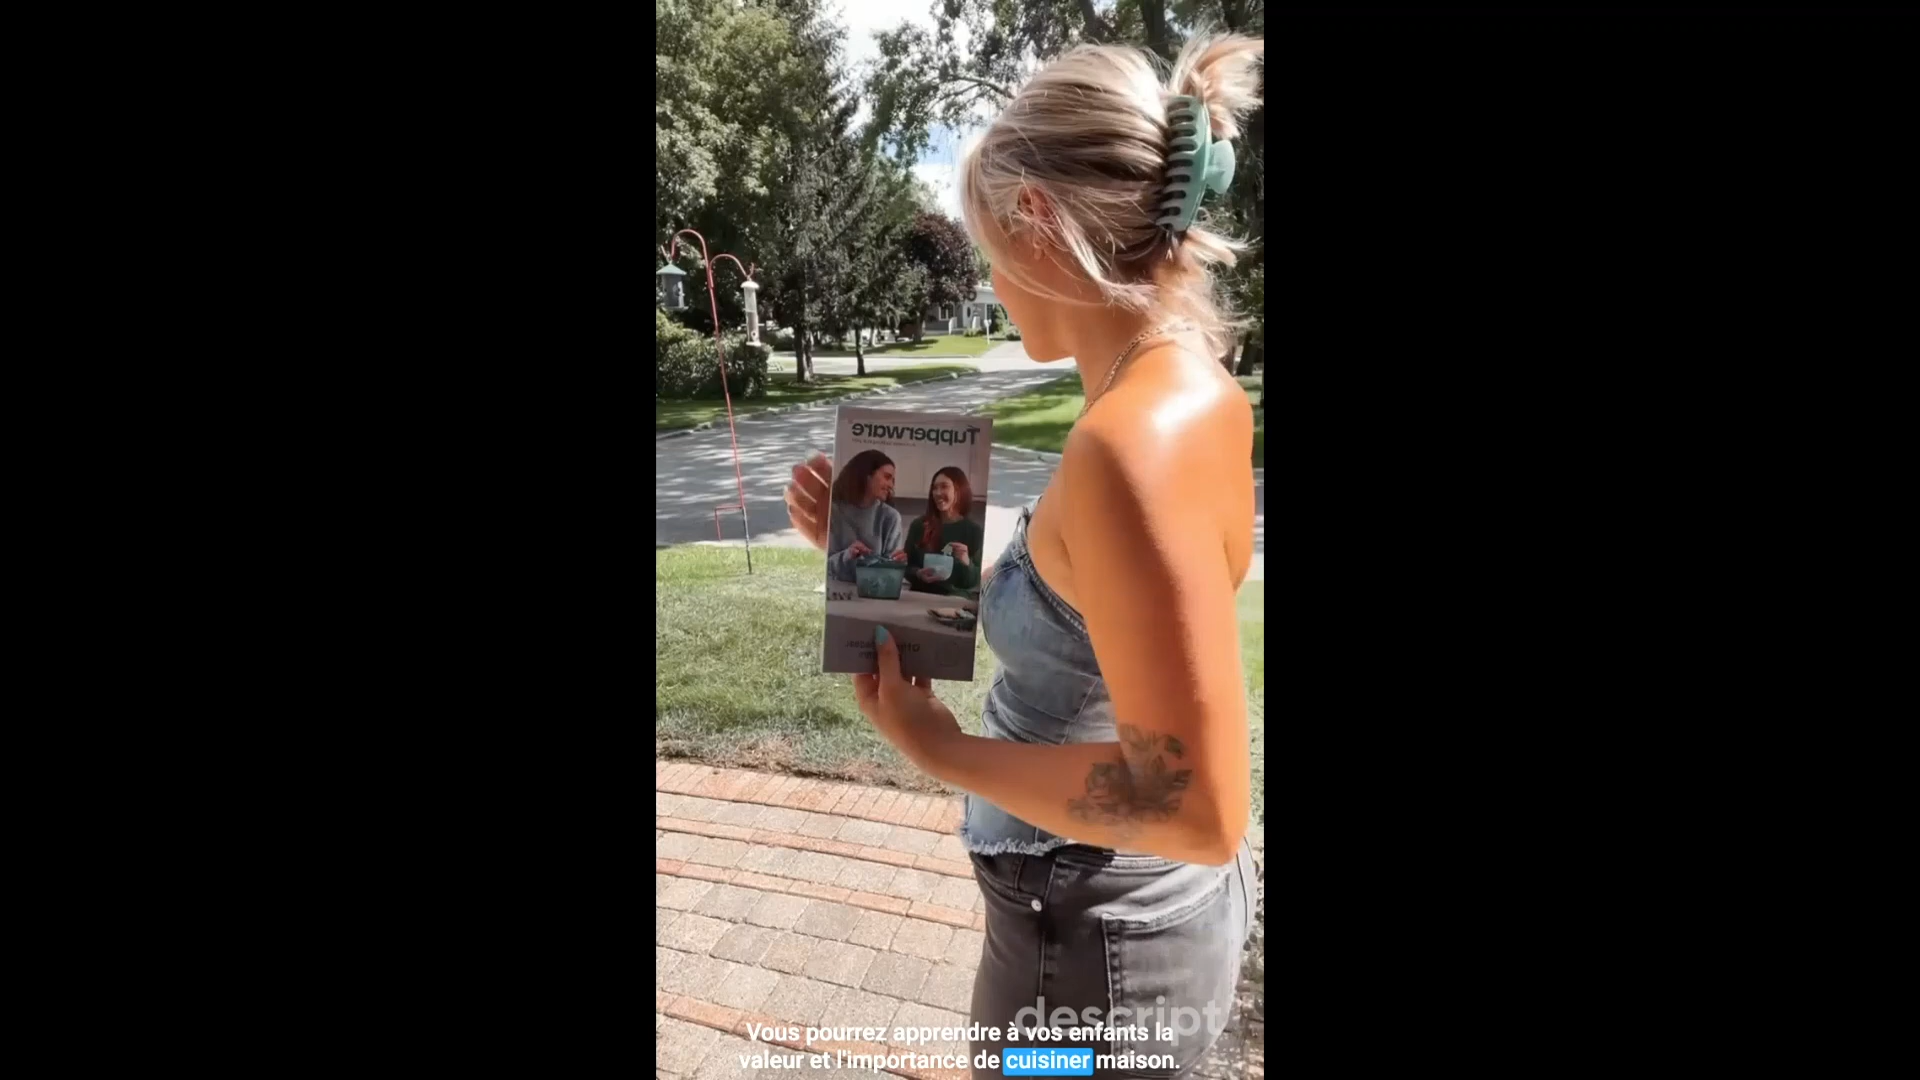 Tupperware
descript
Vous pourrez apprendre à vos enfants la
valeur et l'importance de cuisiner maison.